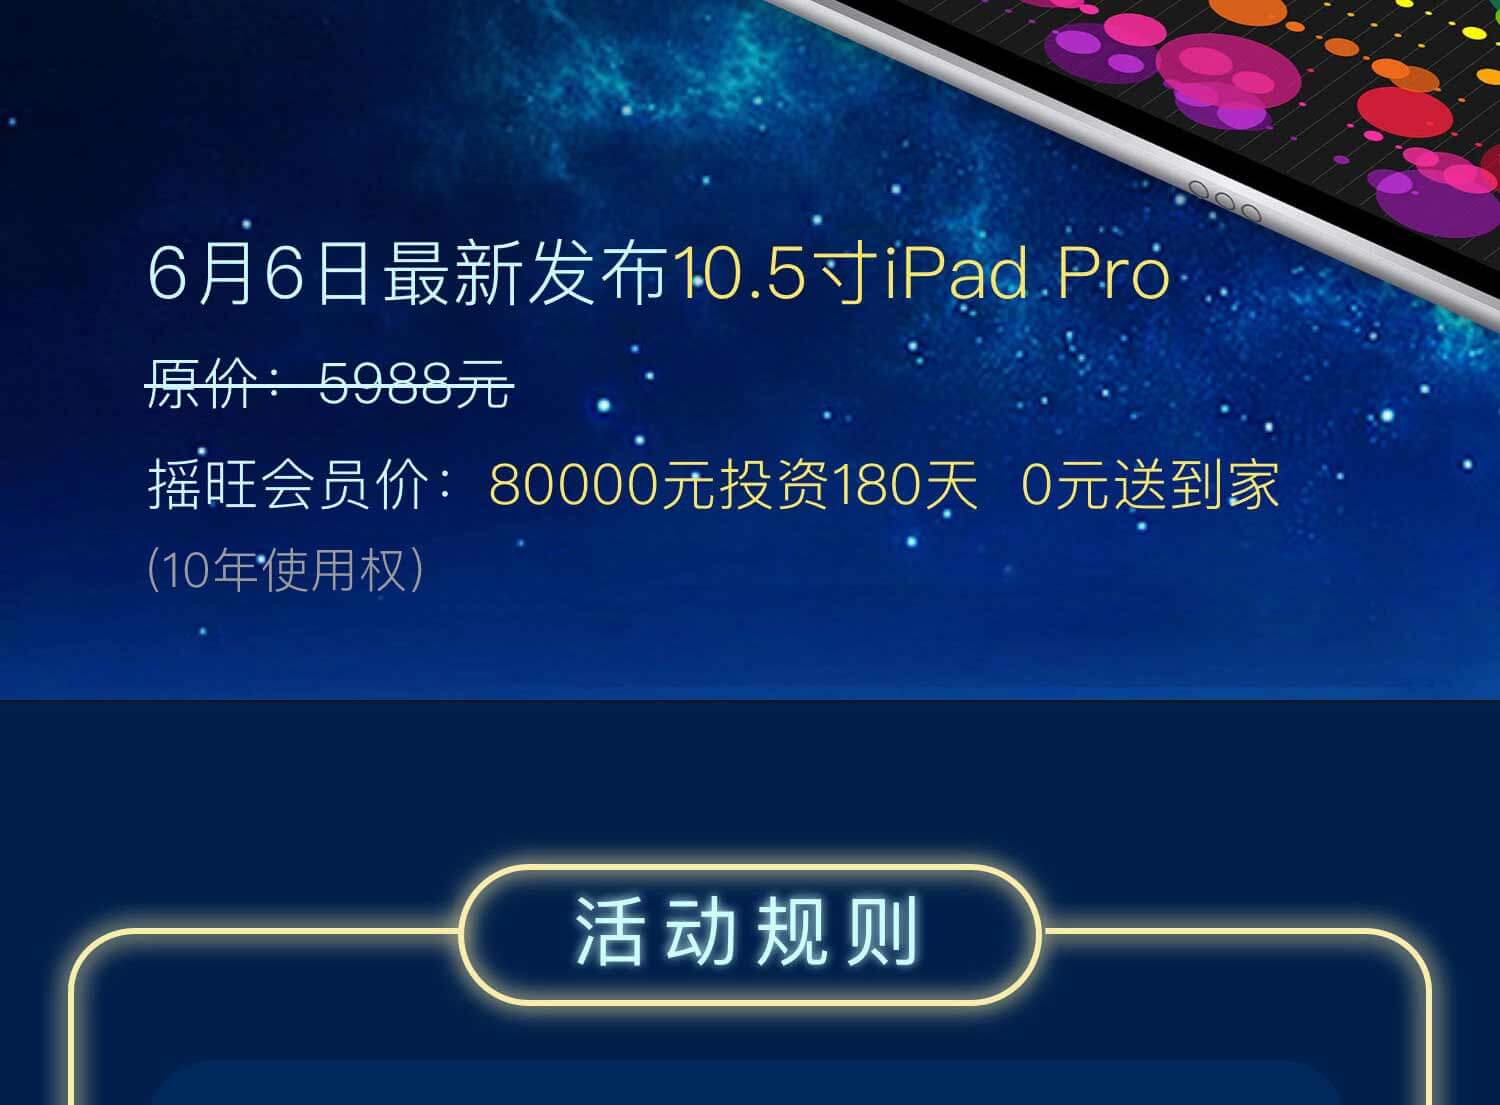 6月6日最新发布10.5寸iPad Pro
原价：5988元
摇旺会员价：80000元投资180天 0元送到家
(10年使用权)
活动规则